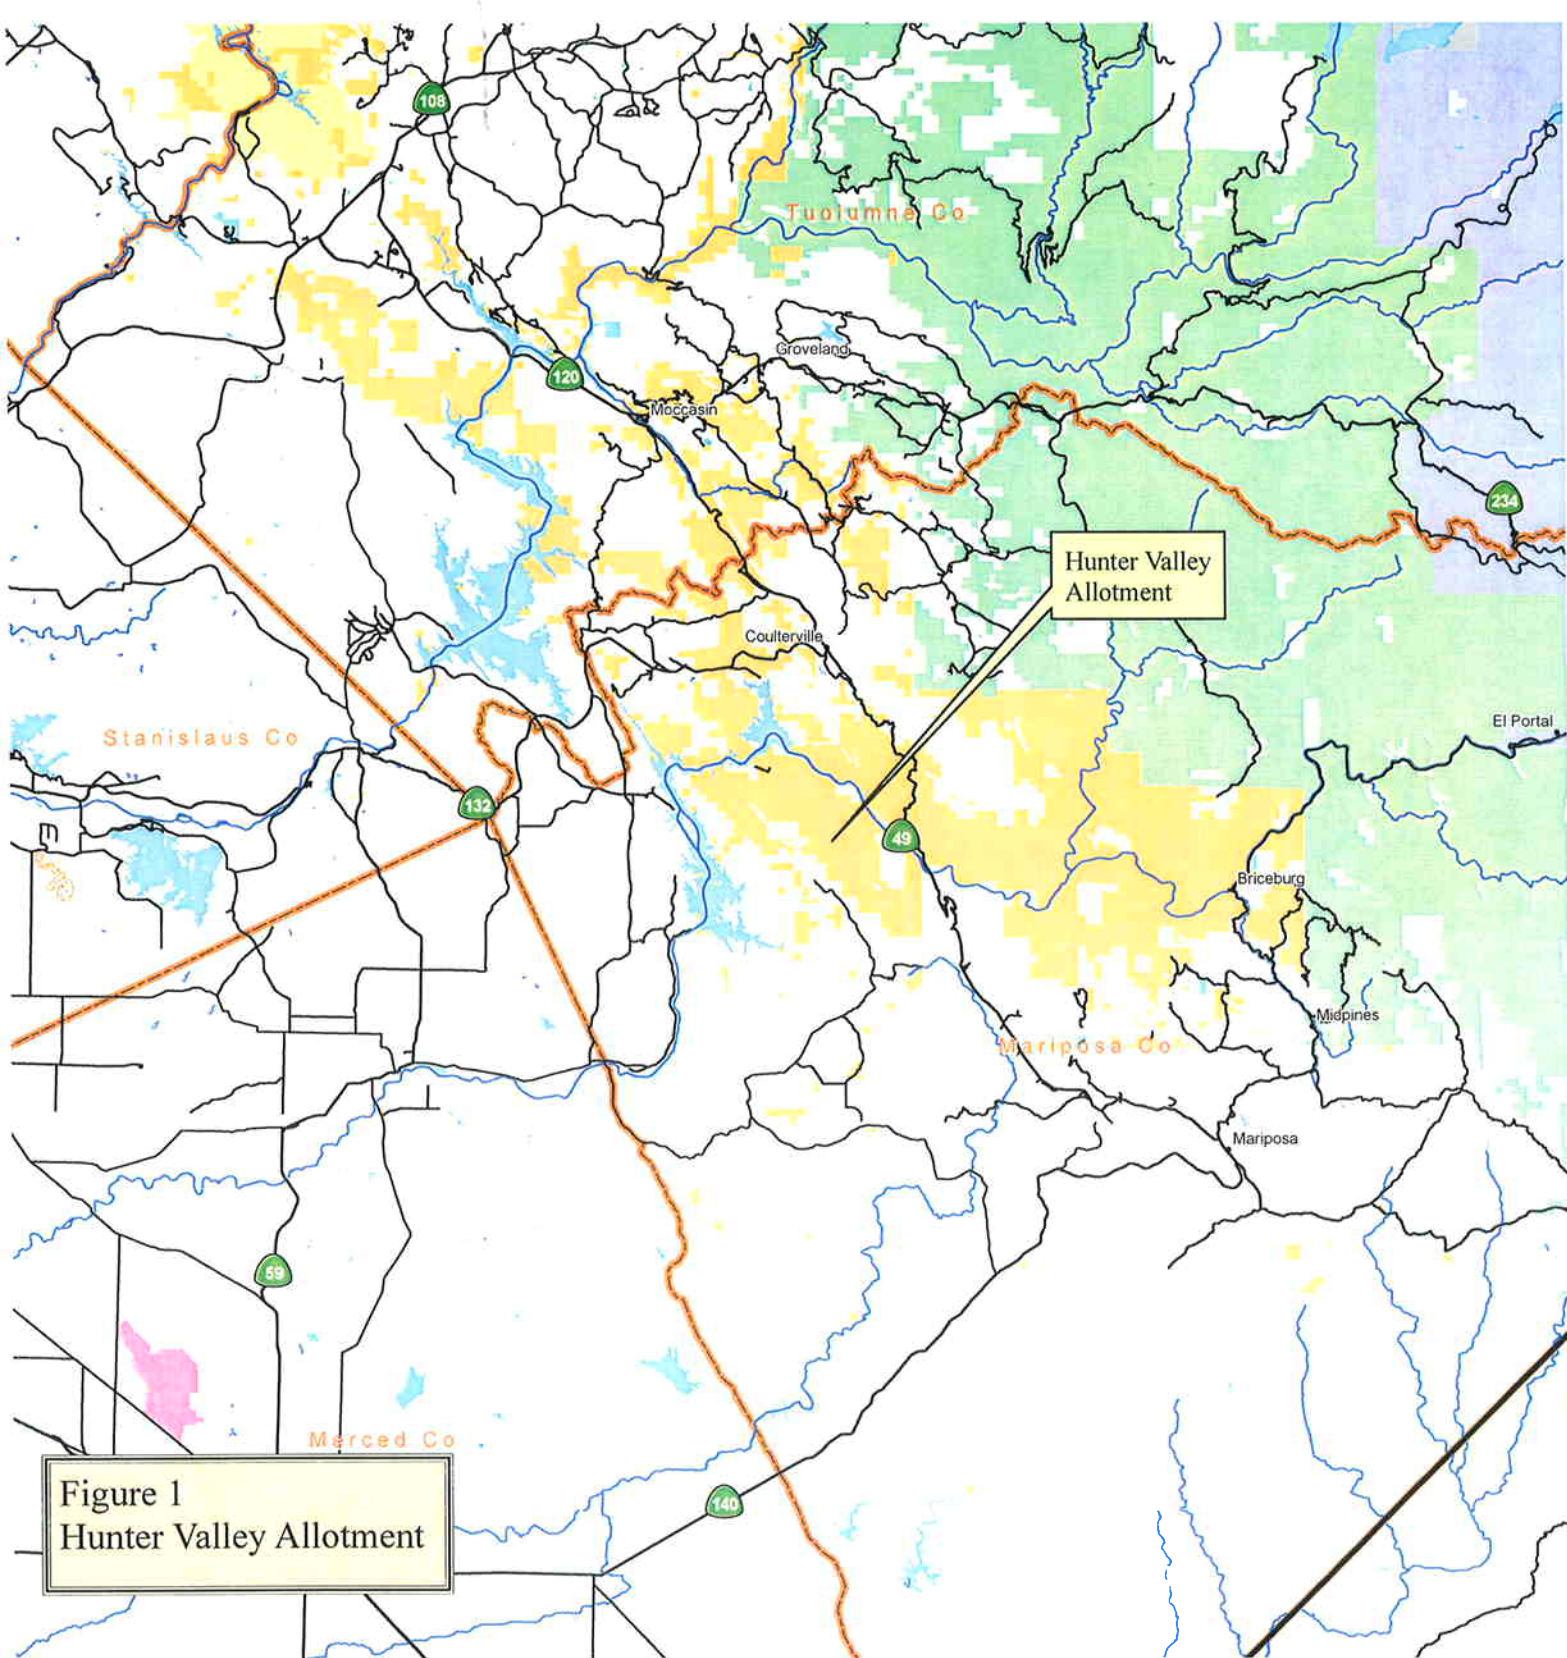 108
Tuolumne Co
Groveland
120
Moccasin
234
Hunter Valley
Allotment
Coulterville
El Portal
Stanislaus Co
132
49
Briceburg
Midpines
Mariposa Co
Mariposa
59
Merced Co
Figure 1
Hunter Valley Allotment
140